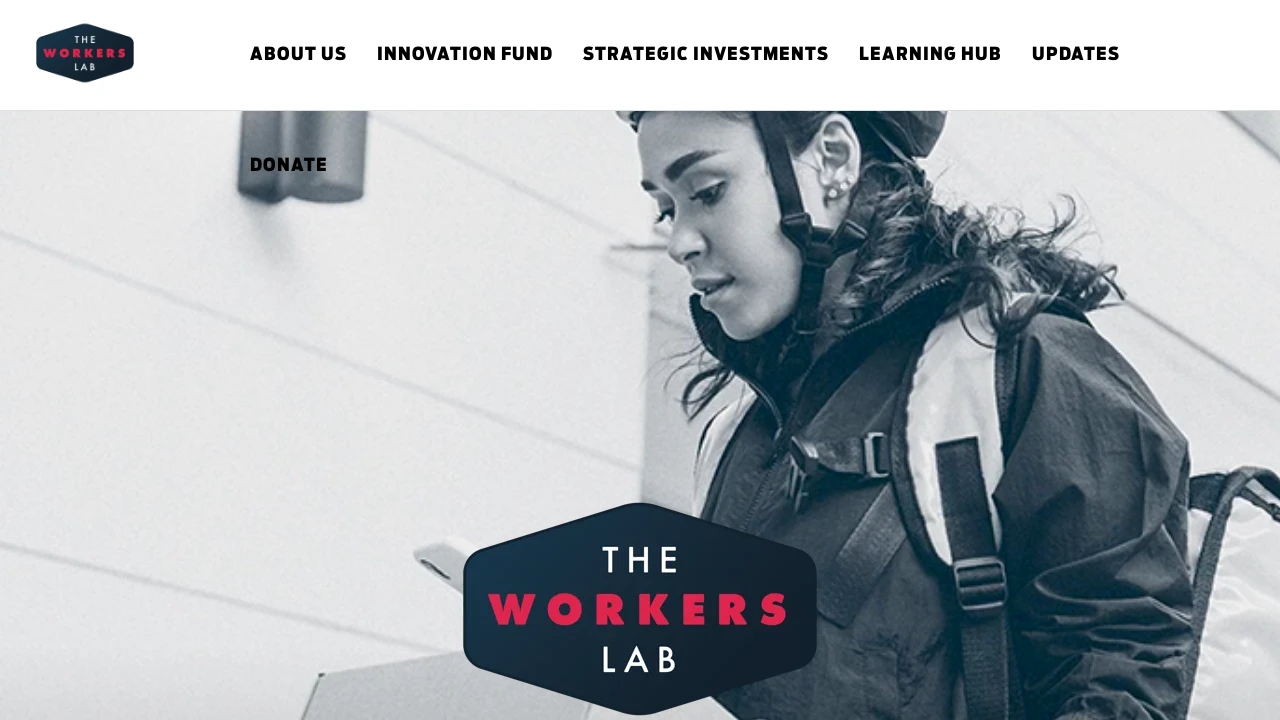 THE
WORKERS
LAB
ABOUT US INNOVATION FUND STRATEGIC INVESTMENTS LEARNING HUB UPDATES
DONATE
THE
WORKERS
LAB